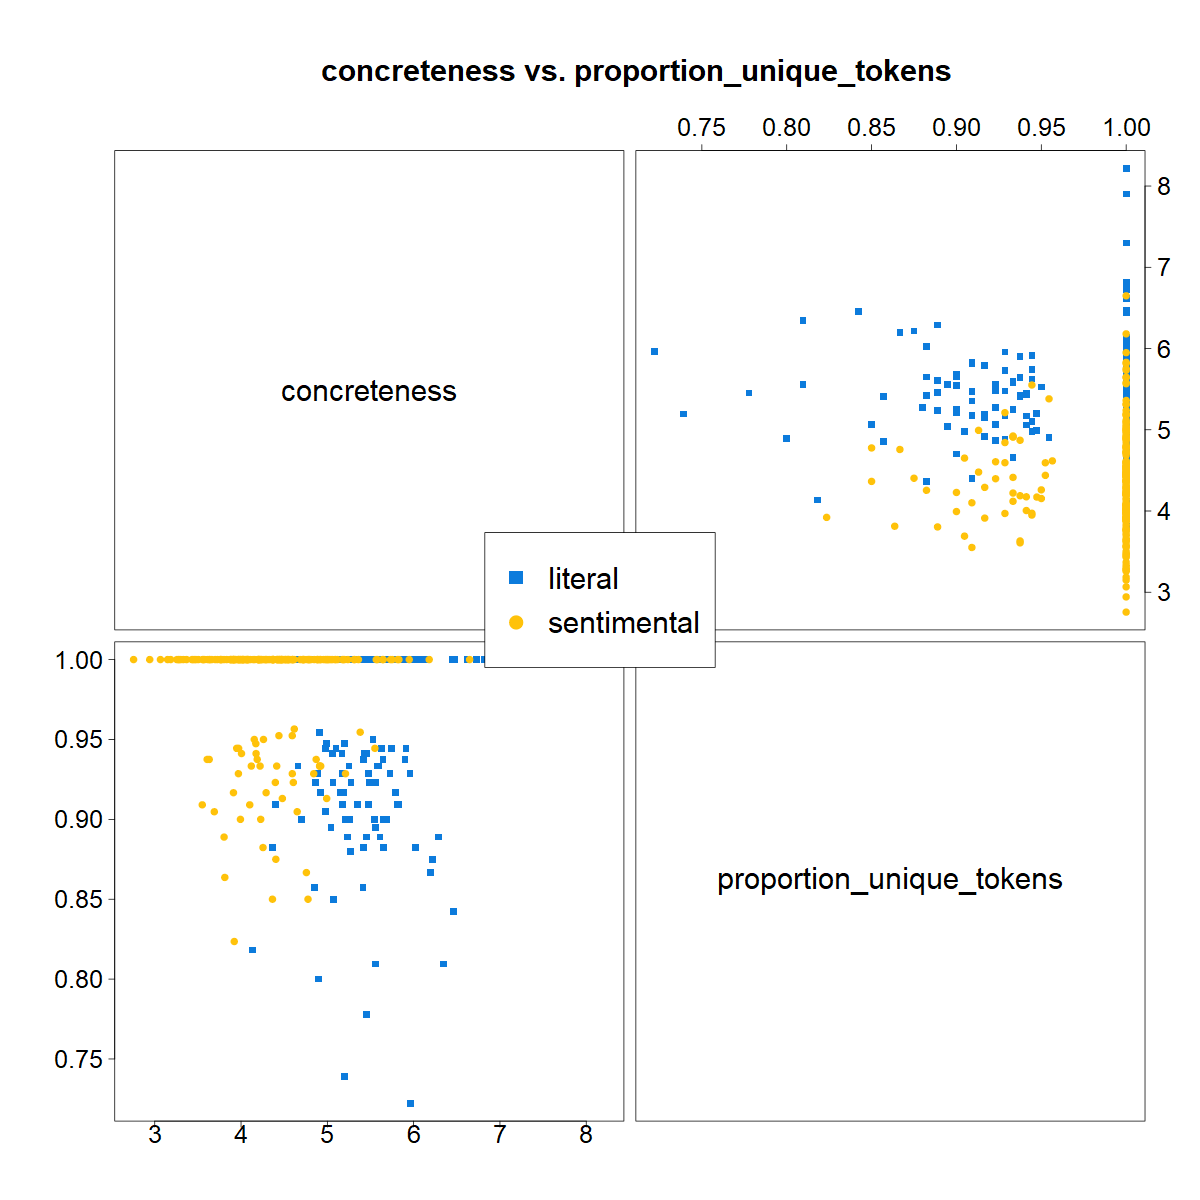 concreteness vs. proportion_unique_tokens
0.75 0.80 0.85 0.90 0.95 1.00
8
7
6
concreteness
5
4
literal
3
sentimental
1.00
0.95
0.90
proportion_unique_tokens
0.85
0.80
0.75
3 4 5 6 7 8